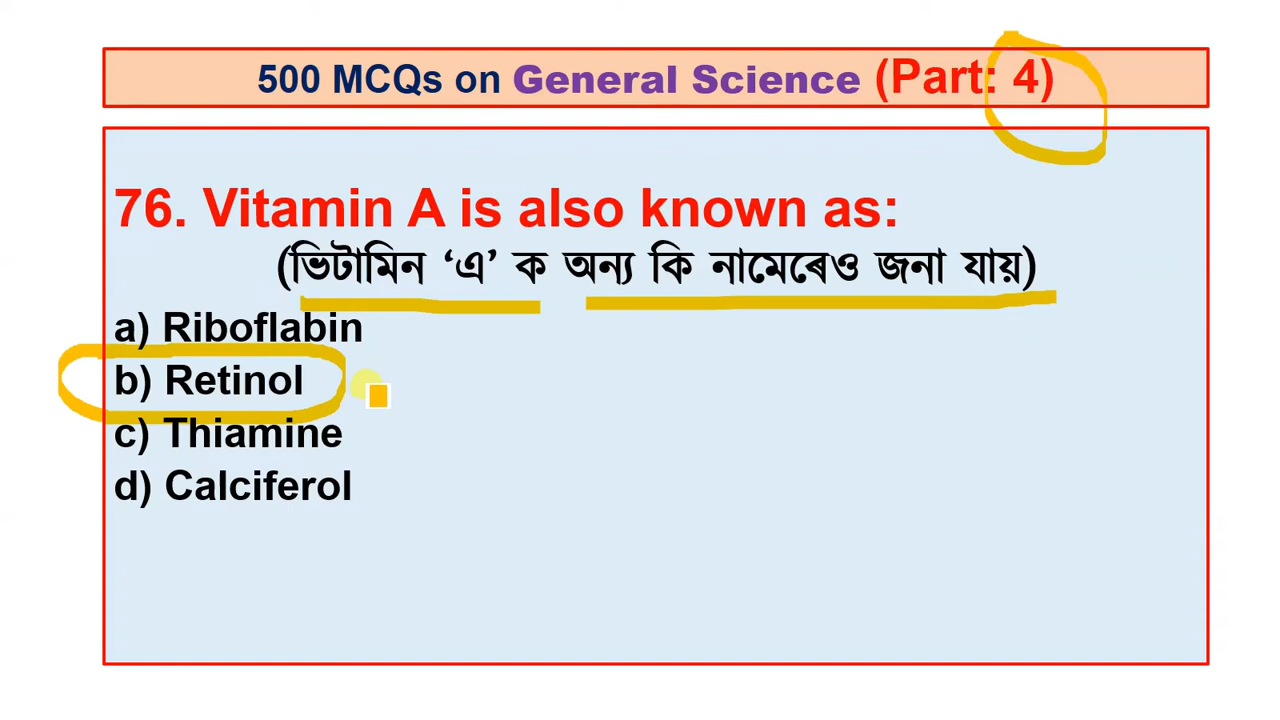 500 MCQs on General Science (Part: 4)
76. Vitamin A is also known as:
(ভিটামিন ‘এ’ ক অন্য কি নামেৰেও জনা যায়)
a) Riboflabin
b) Retinol
c) Thiamine
d) Calciferol